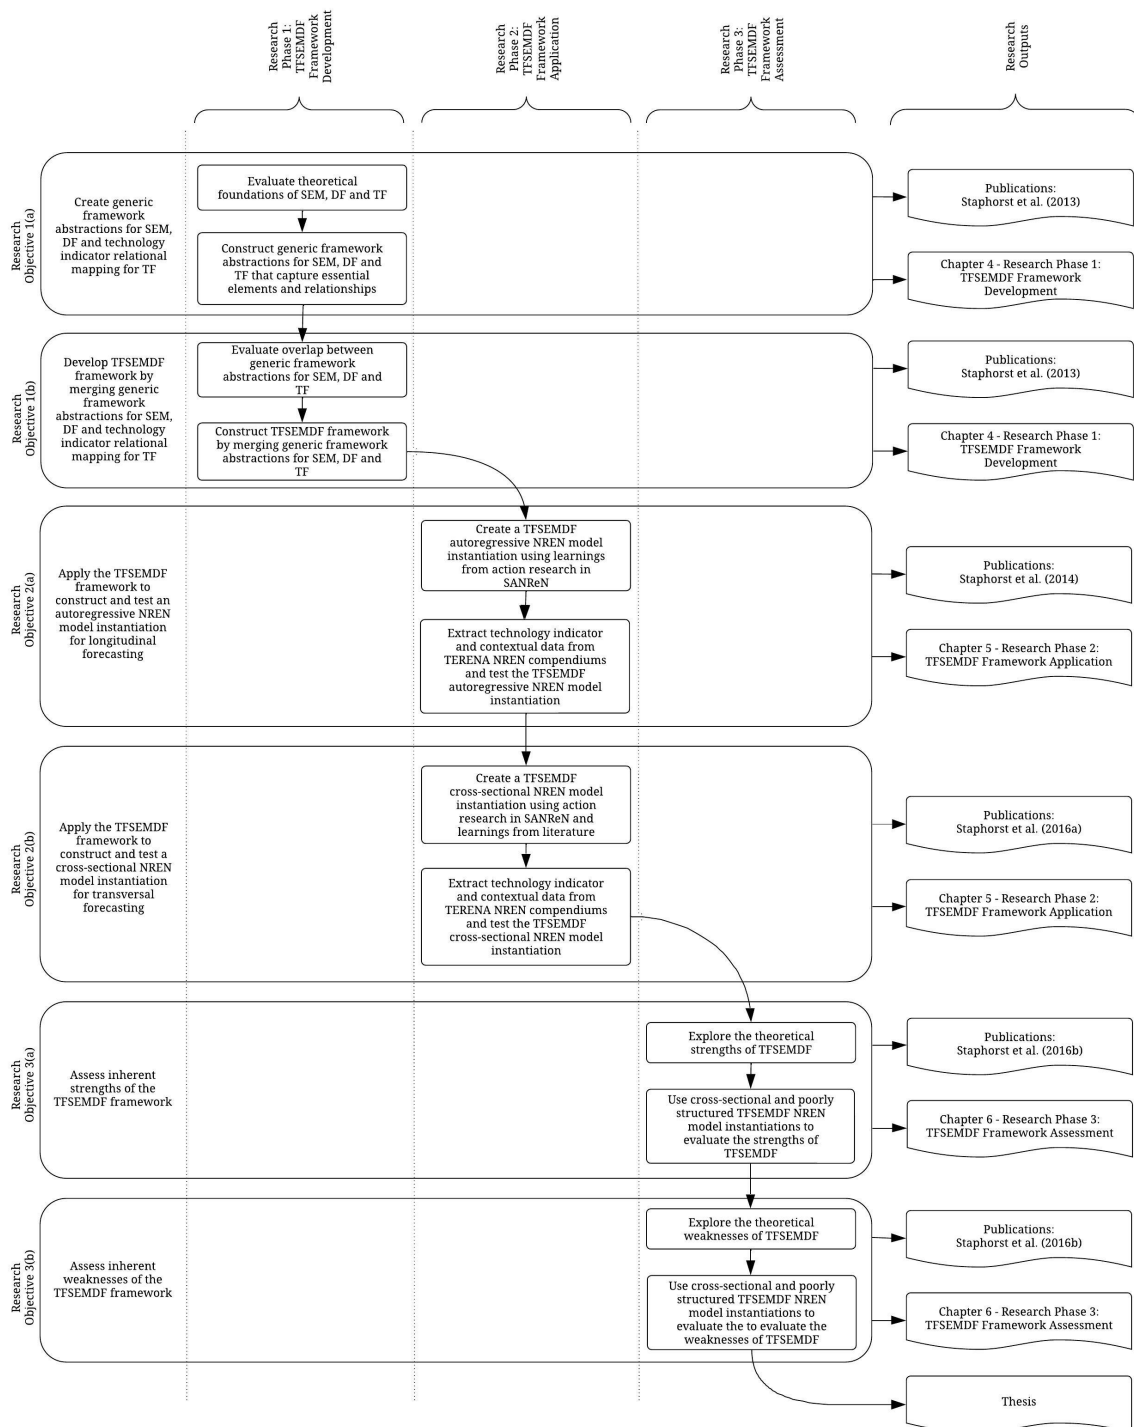 Research
Phase 1:
TFSEMDF
Framework
Development
Research
Phase 2:
TFSEMDF
Framework
Application
Research
Phase 3:
TFSEMDF
Framework
Assessment
Research
Outputs
Research
Objective 1(a)
Create generic
framework
abstractions for SEM,
DF and technology
indicator relational
mapping for TF
Evaluate theoretical
foundations of SEM, DF and TF
Construct generic framework
abstractions for SEM, DF and
TF that capture essential
elements and relationships
Publications:
Staphorst et al. (2013)
Chapter 4 - Research Phase 1:
TFSEMDF Framework
Development
Research
Objective 1(b)
Develop TFSEMDF
framework by
merging generic
framework
abstractions for SEM,
DF and technology
indicator relational
mapping for TF
Evaluate overlap between
generic framework
abstractions for SEM, DF and
TF
Construct TFSEMDF framework
by merging generic framework
abstractions for SEM, DF and
TF
Publications:
Staphorst et al. (2013)
Chapter 4 - Research Phase 1:
TFSEMDF Framework
Development
Research
Objective 2(a)
Apply the TFSEMDF
framework to
construct and test an
autoregressive NREN
model instantiation
for longitudinal
forecasting
Create a TFSEMDF
autoregressive NREN model
instantiation using learnings
from action research in
SANReN
Extract technology indicator
and contextual data from
TERENA NREN compendiums
and test the TFSEMDF
autoregressive NREN model
instantiation
Publications:
Staphorst et al. (2014)
Chapter 5 - Research Phase 2:
TFSEMDF Framework Application
Research
Objective 2(b)
Apply the TFSEMDF
framework to
construct and test a
cross-sectional NREN
model instantiation
for transversal
forecasting
Create a TFSEMDF
cross-sectional NREN model
instantiation using action
research in SANReN and
learnings from literature
Extract technology indicator
and contextual data from
TERENA NREN compendiums
and test the TFSEMDF
cross-sectional NREN model
instantiation
Publications:
Staphorst et al. (2016a)
Chapter 5 - Research Phase 2:
TFSEMDF Framework Application
Research
Objective 3(a)
Assess inherent
strengths of the
TFSEMDF framework
Explore the theoretical
strengths of TFSEMDF
Use cross-sectional and poorly
structured TFSEMDF NREN
model instantiations to
evaluate the strengths of
TFSEMDF
Publications:
Staphorst et al. (2016b)
Chapter 6 - Research Phase 3:
TFSEMDF Framework Assessment
Research
Objective 3(b)
Assess inherent
weaknesses of the
TFSEMDF framework
Explore the theoretical
weaknesses of TFSEMDF
Use cross-sectional and poorly
structured TFSEMDF NREN
model instantiations to
evaluate the to evaluate the
weaknesses of TFSEMDF
Publications:
Staphorst et al. (2016b)
Chapter 6 - Research Phase 3:
TFSEMDF Framework Assessment
Thesis